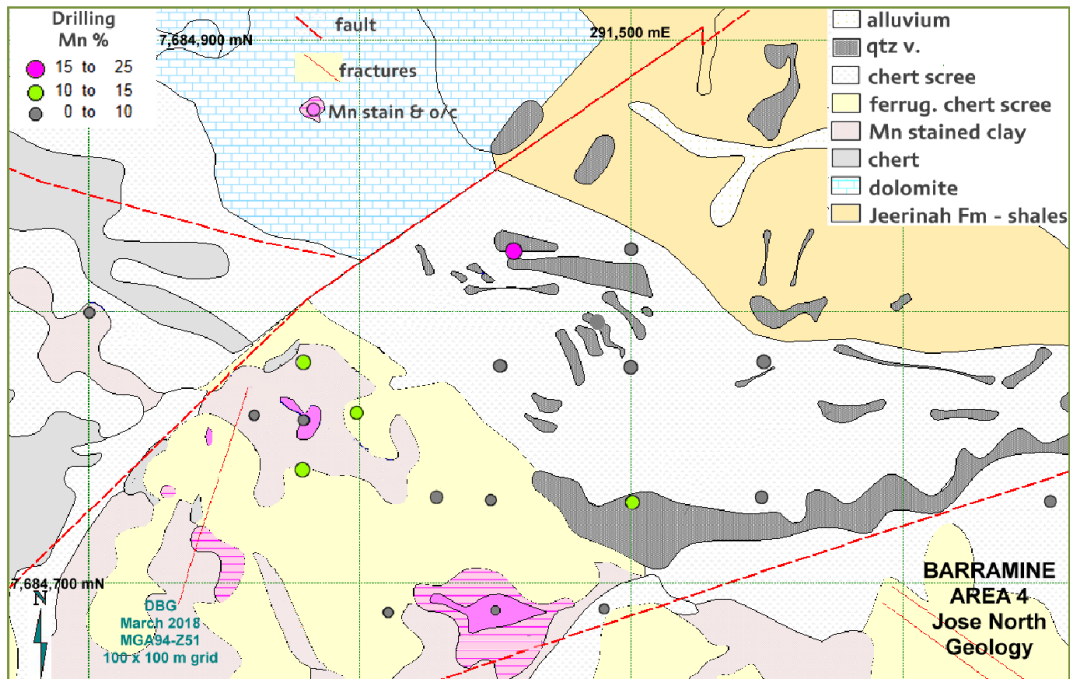 Drilling
Mn %
15 to 25
10 to 15
0 to 10
7,684,900 mN
fault
fractures
Mn stain & o/c
291,500 mE
alluvium
qtz v.
chert scree
ferrug. chert scree
Mn stained clay
chert
dolomite
Jeerinah Fm - shales
7,684,700 mN
N
DBG
March 2018
MGA94-Z51
100 x 100 m grid
BARRAMINE
AREA 4
Jose North
Geology